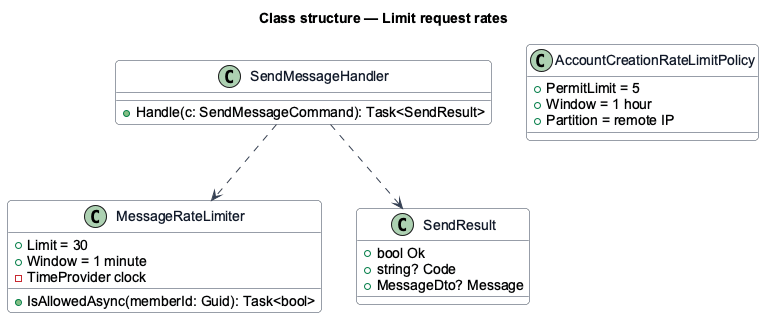 Class structure — Limit request rates
C SendMessageHandler
Handle(c: SendMessageCommand): Task<SendResult>
C AccountCreationRateLimitPolicy
PermitLimit = 5
Window = 1 hour
Partition = remote IP
C MessageRateLimiter
Limit = 30
Window = 1 minute
TimeProvider clock
IsAllowedAsync(memberId: Guid): Task<bool>
C SendResult
bool Ok
string? Code
MessageDto? Message